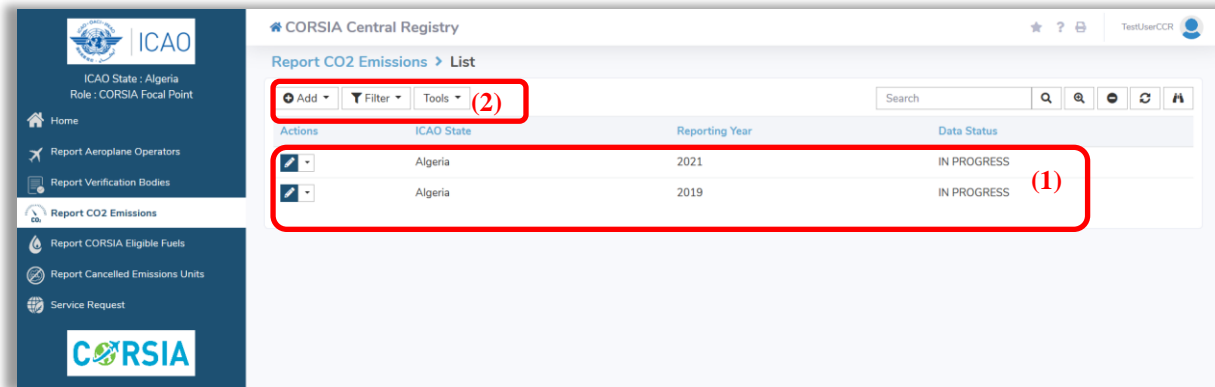 ICAO
ICAO State : Algeria
Role : CORSIA Focal Point
Home
Report Aeroplane Operators
Report Verification Bodies
CO₂ Report CO2 Emissions
Report CORSIA Eligible Fuels
Report Cancelled Emissions Units
Service Request
CORSIA
CORSIA Central Registry
? TestUserCCR
Report CO2 Emissions > List
Add Filter Tools (2) Search
Actions ICAO State Reporting Year Data Status
Algeria 2021 IN PROGRESS
(1)
Algeria 2019 IN PROGRESS